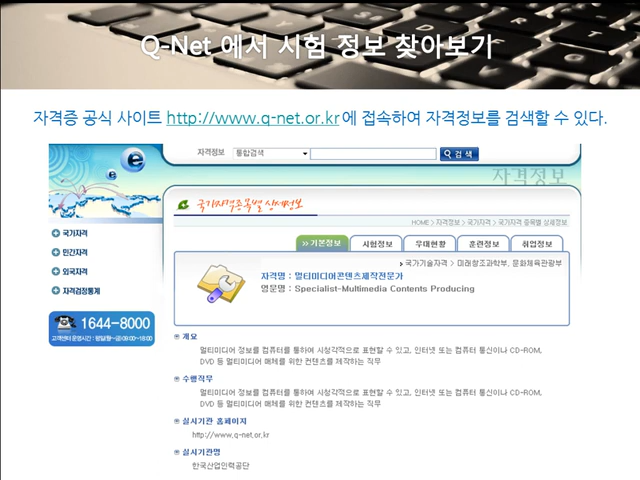 Q-Net 에서 시험 정보 찾아보기
자격증 공식 사이트 http://www.q-net.or.kr에 접속하여 자격정보를 검색할 수 있다.
자격정보 통합검색 검색
자격정보
국가자격종목별 상세정보
HOME > 자격정보 > 국가자격 > 국가자격 종목별 상세정보
국가자격
민간자격
외국자격
자격검정통계
1644-8000
고객센터 운영시간 : 평일(월~금) 09:00~18:00
>> 기본정보 시험정보 우대현황 훈련정보 취업정보
> 국가기술자격 > 미래창조과학부, 문화체육관광부
자격명 : 멀티미디어콘텐츠제작전문가
영문명 : Specialist-Multimedia Contents Producing
개요
멀티미디어 정보를 컴퓨터를 통하여 시청각적으로 표현할 수 있고, 인터넷 또는 컴퓨터 통신이나 CD-ROM,
DVD 등 멀티미디어 매체를 위한 컨텐츠를 제작하는 직무
수행직무
멀티미디어 정보를 컴퓨터를 통하여 시청각적으로 표현할 수 있고, 인터넷 또는 컴퓨터 통신이나 CD-ROM,
DVD 등 멀티미디어 매체를 위한 컨텐츠를 제작하는 직무
실시기관 홈페이지
http://www.q-net.or.kr
실시기관명
한국산업인력공단